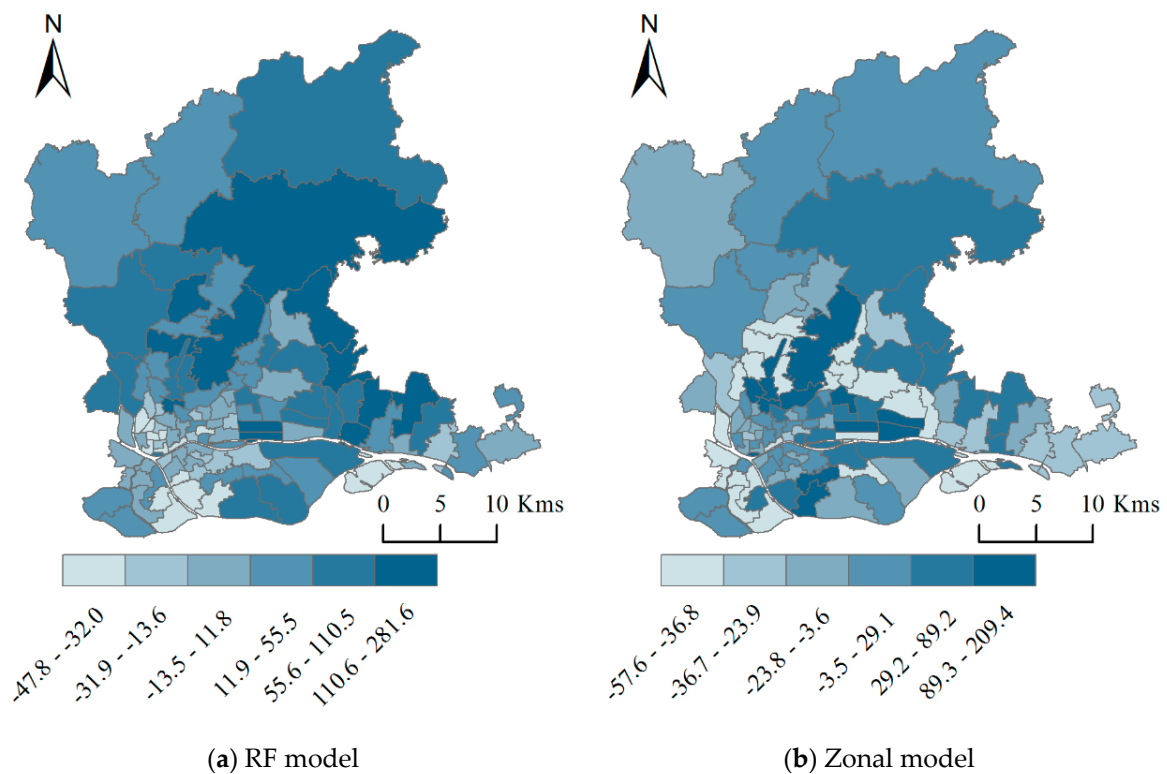 N
N
0 5 10 Kms
0 5 10 Kms
-47.8 - -32.0
-31.9 - -13.6
-13.5 - 11.8
11.9 - 55.5
55.6 - 110.5
110.6 - 281.6
-57.6 - -36.8
-36.7 - -23.9
-23.8 - -3.6
-3.5 - 29.1
29.2 - 89.2
89.3 - 209.4
(a) RF model
(b) Zonal model